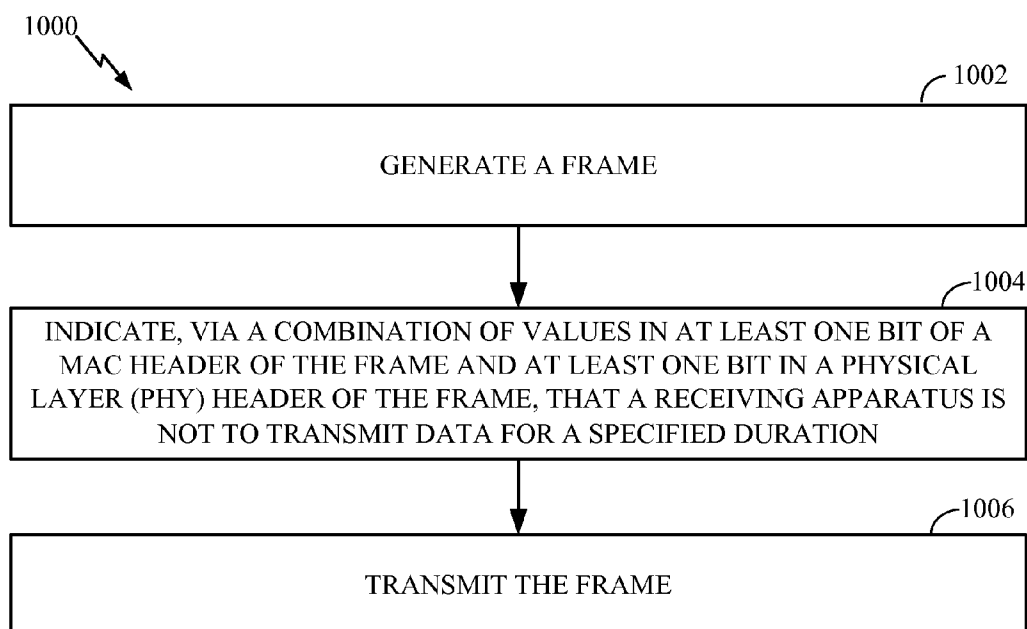 1000
1002
GENERATE A FRAME
1004
INDICATE, VIA A COMBINATION OF VALUES IN AT LEAST ONE BIT OF A
MAC HEADER OF THE FRAME AND AT LEAST ONE BIT IN A PHYSICAL
LAYER (PHY) HEADER OF THE FRAME, THAT A RECEIVING APPARATUS IS
NOT TO TRANSMIT DATA FOR A SPECIFIED DURATION
1006
TRANSMIT THE FRAME